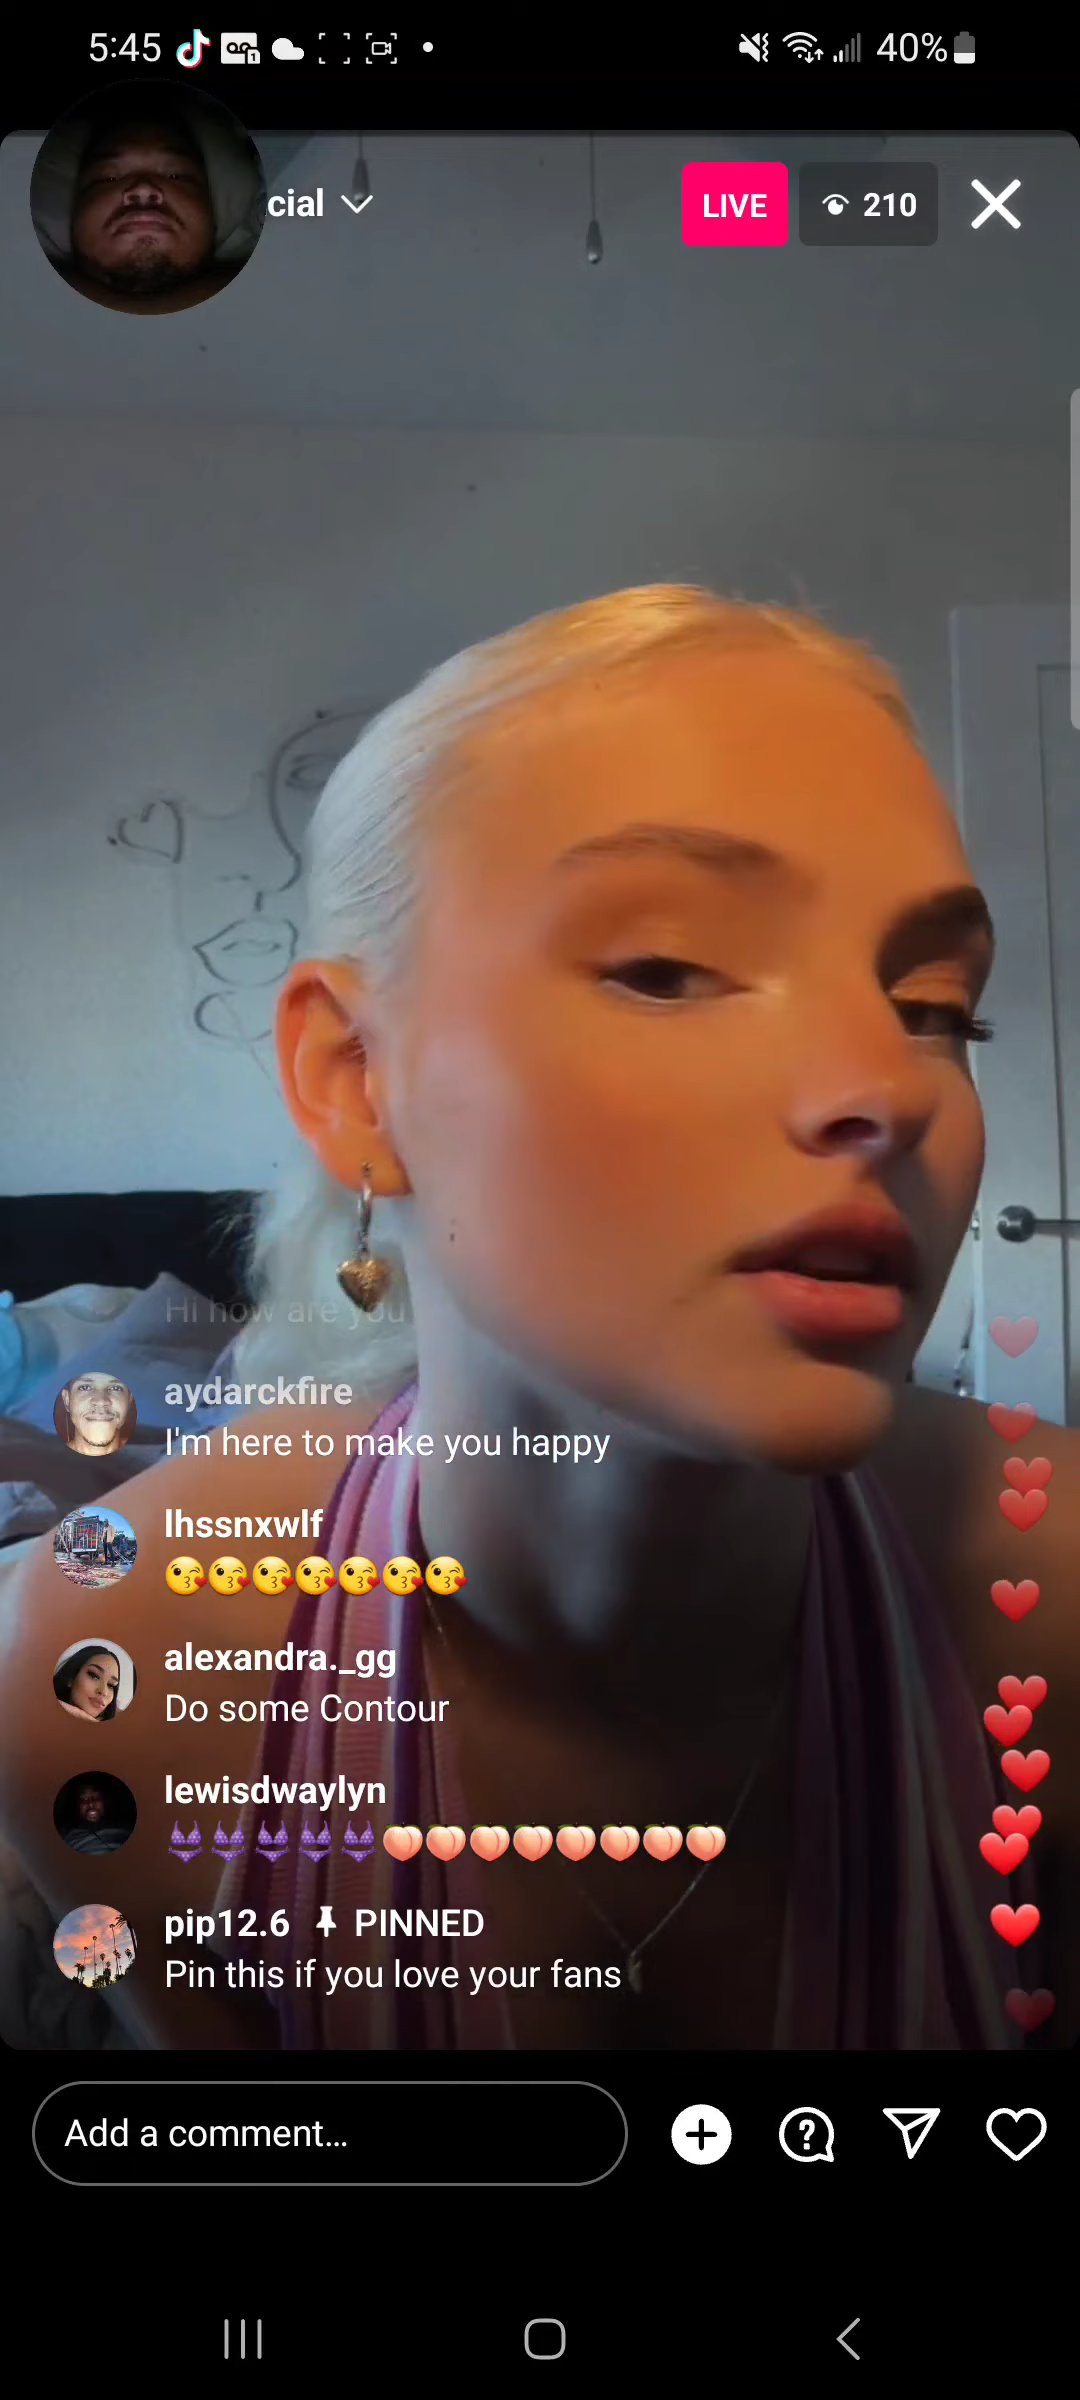 5:45
40%
cial
LIVE
210
Hi how are you
aydarckfire
I'm here to make you happy
lhssnxwlf
😘😘😘😘😘😘😘
alexandra._gg
Do some Contour
lewisdwaylyn
👙👙👙👙👙🍑🍑🍑🍑🍑🍑🍑🍑
pip12.6 📌 PINNED
Pin this if you love your fans
Add a comment...